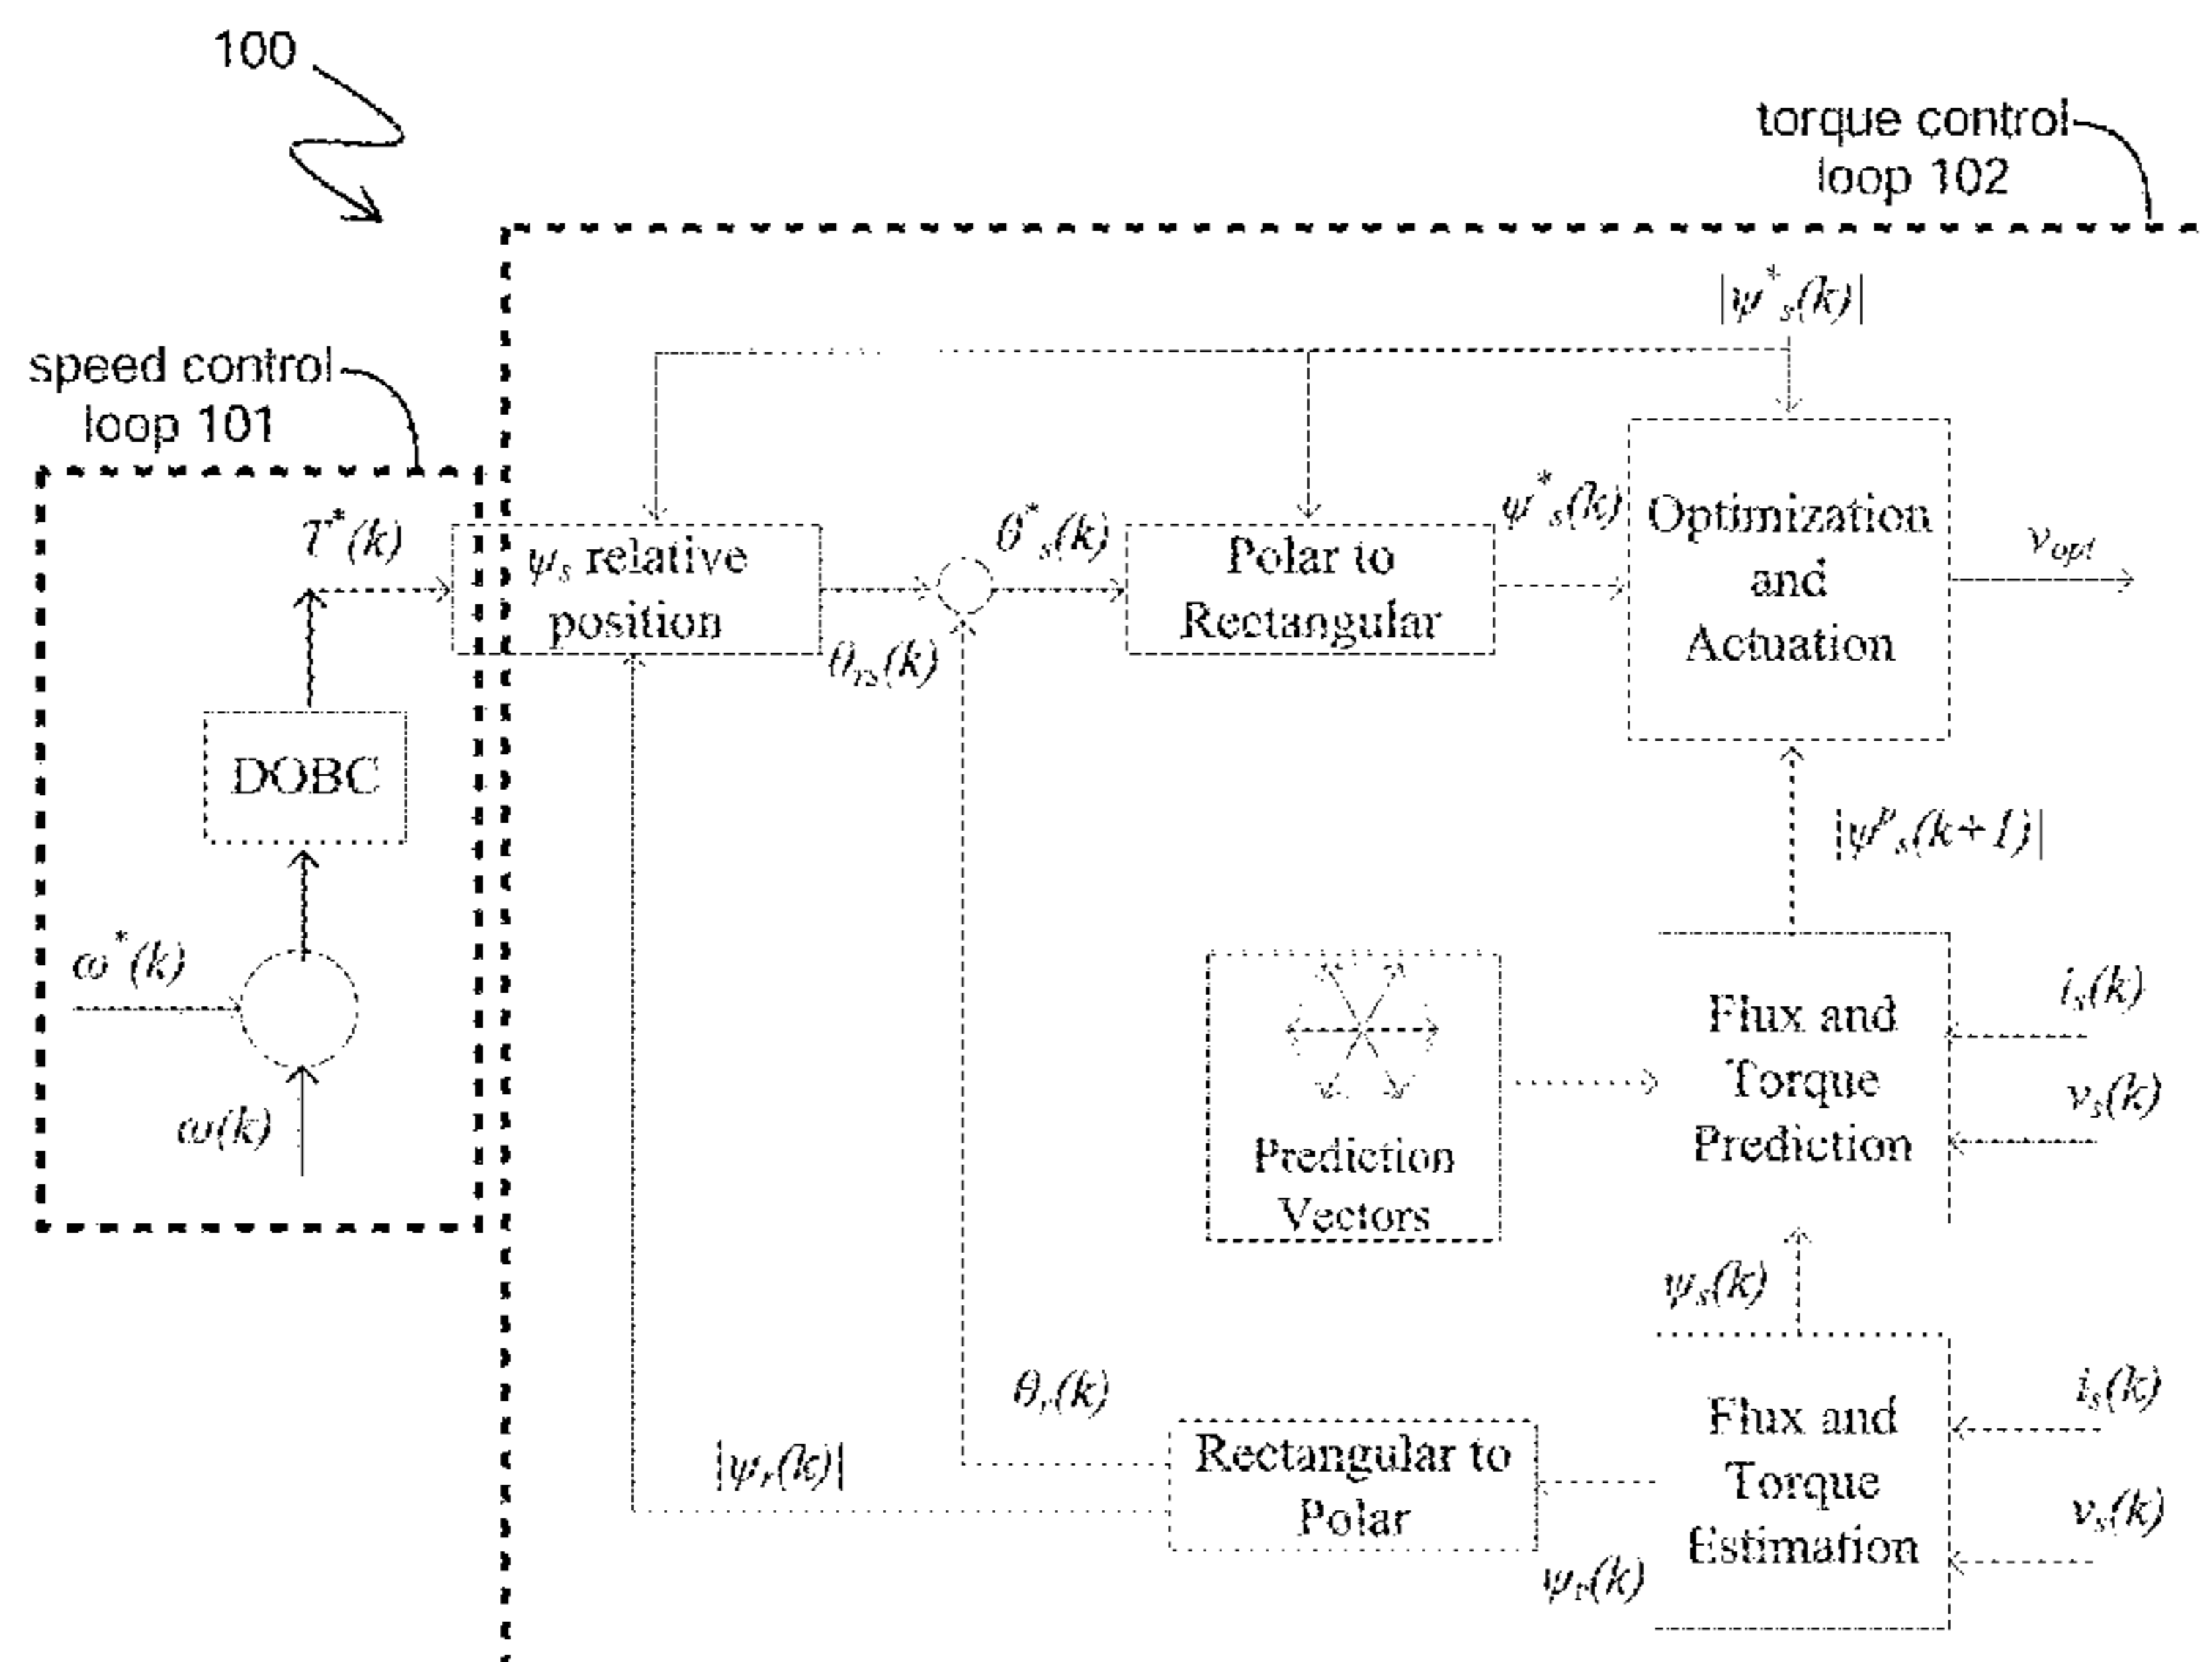 100
torque control
loop 102
|ψ*s(k)|
speed control
loop 101
T*(k)
ψs relative
position
θrs(k)
θ*s(k)
Polar to
Rectangular
ψ*s(k)
Optimization
and
Actuation
vopt
DOBC
|ψps(k+1)|
ω*(k)
ω(k)
Prediction
Vectors
Flux and
Torque
Prediction
is(k)
vs(k)
ψs(k)
θr(k)
|ψr(k)|
Rectangular to
Polar
ψr(k)
Flux and
Torque
Estimation
is(k)
vs(k)